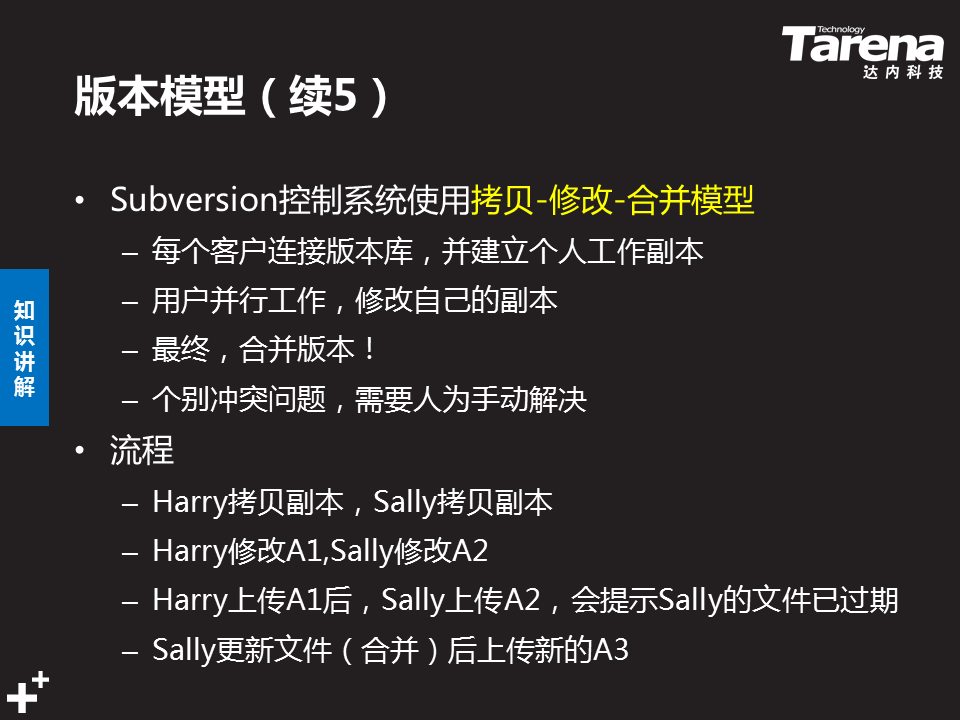 Technology
Tarena
达内科技
版本模型（续5）
• Subversion控制系统使用拷贝-修改-合并模型
– 每个客户连接版本库，并建立个人工作副本
– 用户并行工作，修改自己的副本
– 最终，合并版本！
– 个别冲突问题，需要人为手动解决
• 流程
– Harry拷贝副本，Sally拷贝副本
– Harry修改A1,Sally修改A2
– Harry上传A1后，Sally上传A2，会提示Sally的文件已过期
– Sally更新文件（合并）后上传新的A3
知识讲解